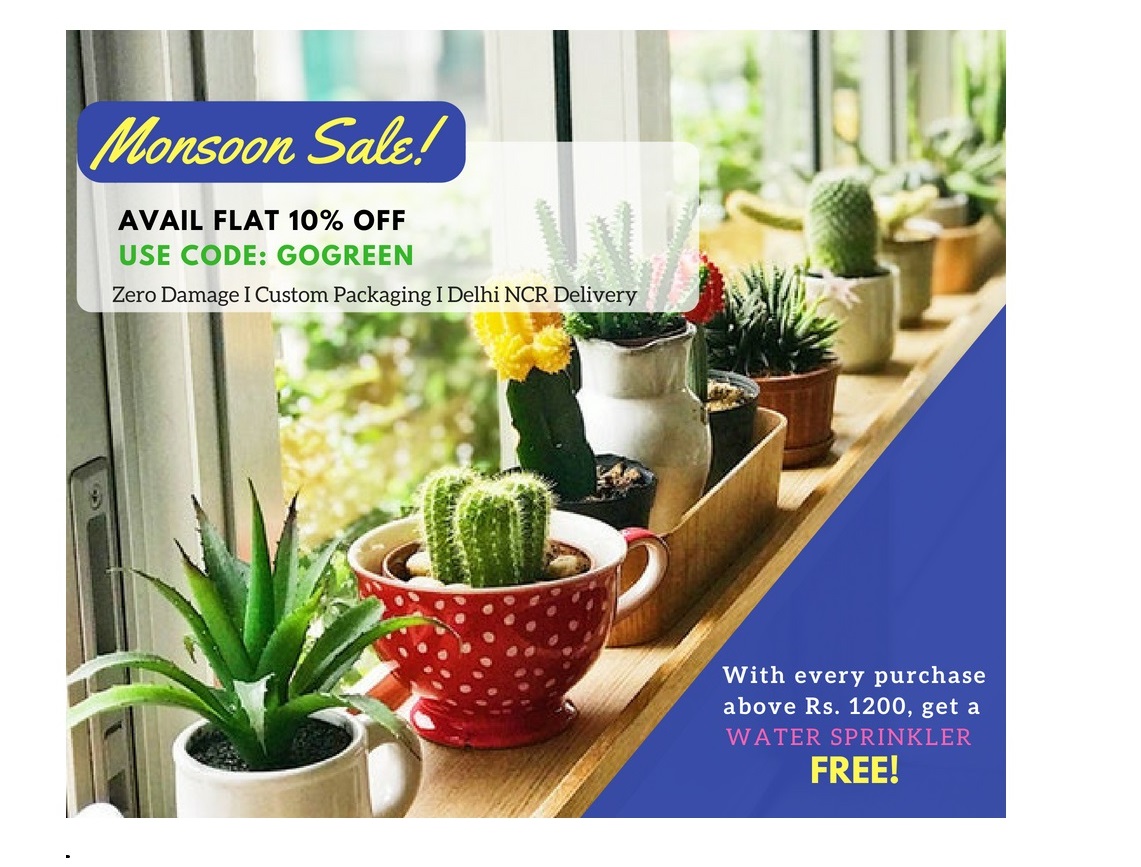 Monsoon Sale!
AVAIL FLAT 10% OFF
USE CODE: GOGREEN
Zero Damage I Custom Packaging I Delhi NCR Delivery
With every purchase
above Rs. 1200, get a
WATER SPRINKLER
FREE!